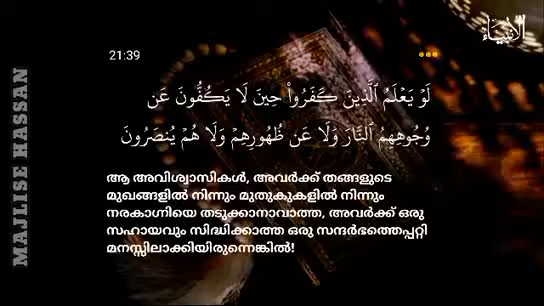 الأنبياء
21:39
لَوْ يَعْلَمُ ٱلَّذِينَ كَفَرُوا۟ حِينَ لَا يَكُفُّونَ عَن
وُجُوهِهِمُ ٱلنَّارَ وَلَا عَن ظُهُورِهِمْ وَلَا هُمْ يُنصَرُونَ
ആ അവിശ്വാസികൾ, അവർക്ക് തങ്ങളുടെ
മുഖങ്ങളിൽ നിന്നും മുതുകുകളിൽ നിന്നും
നരകാഗ്നിയെ തടുക്കാനാവാത്ത, അവർക്ക് ഒരു
സഹായവും സിദ്ധിക്കാത്ത ഒരു സന്ദർഭത്തെപ്പറ്റി
മനസ്സിലാക്കിയിരുന്നെങ്കിൽ!
MAJLISE HASSAN